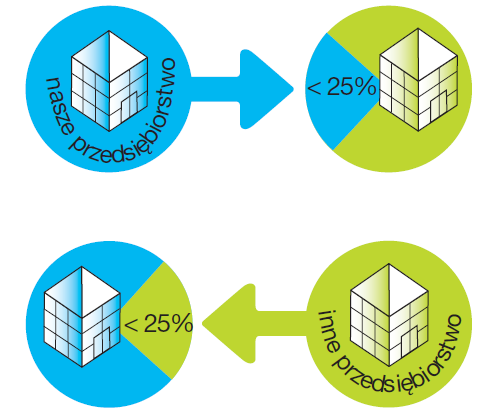 nasze przedsiębiorstwo
< 25%
< 25%
inne przedsiębiorstwo